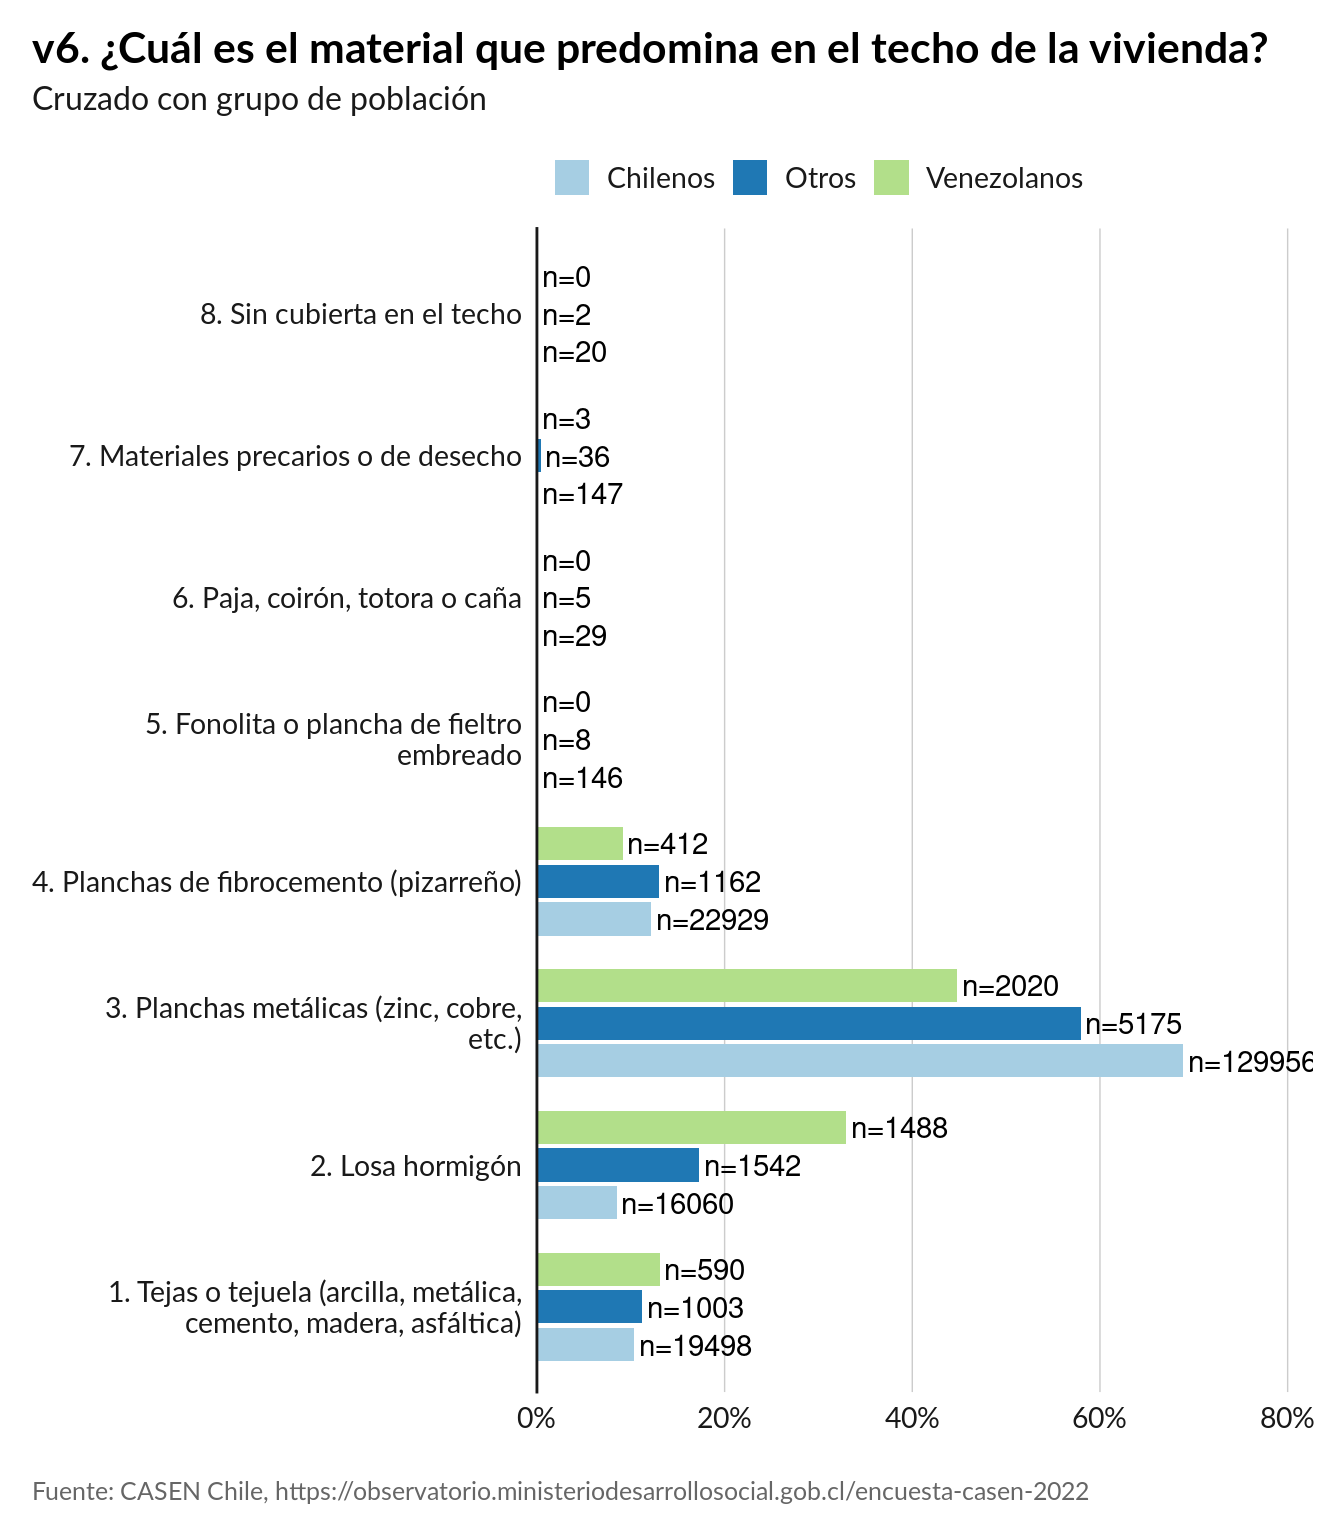 v6. ¿Cuál es el material que predomina en el techo de la vivienda?
Cruzado con grupo de población
Chilenos Otros Venezolanos
8. Sin cubierta en el techo
n=0
n=2
n=20
7. Materiales precarios o de desecho
n=3
n=36
n=147
6. Paja, coirón, totora o caña
n=0
n=5
n=29
5. Fonolita o plancha de fieltro
embreado
n=0
n=8
n=146
4. Planchas de fibrocemento (pizarreño)
n=412
n=1162
n=22929
3. Planchas metálicas (zinc, cobre,
etc.)
n=2020
n=5175
n=129956
2. Losa hormigón
n=1488
n=1542
n=16060
1. Tejas o tejuela (arcilla, metálica,
cemento, madera, asfáltica)
n=590
n=1003
n=19498
0% 20% 40% 60% 80%
Fuente: CASEN Chile, https://observatorio.ministeriodesarrollosocial.gob.cl/encuesta-casen-2022